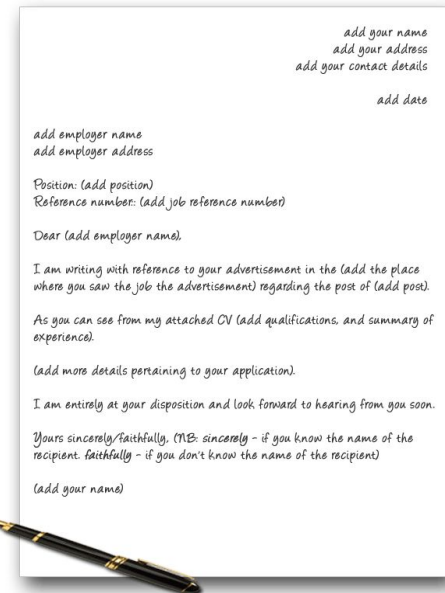 add your name
add your address
add your contact details
add date
add employer name
add employer address
Position: (add position)
Reference number:: (add job reference number)
Dear (add employer name),
I am writing with reference to your advertisement in the (add the place
where you saw the job the advertisement) regarding the post of (add post).
As you can see from my attached CV (add qualifications, and summary of
experience).
(add more details pertaining to your application).
I am entirely at your disposition and look forward to hearing from you soon.
Yours sincerely/faithfully, (NB: sincerely - if you know the name of the
recipient. faithfully - if you don't know the name of the recipient)
(add your name)